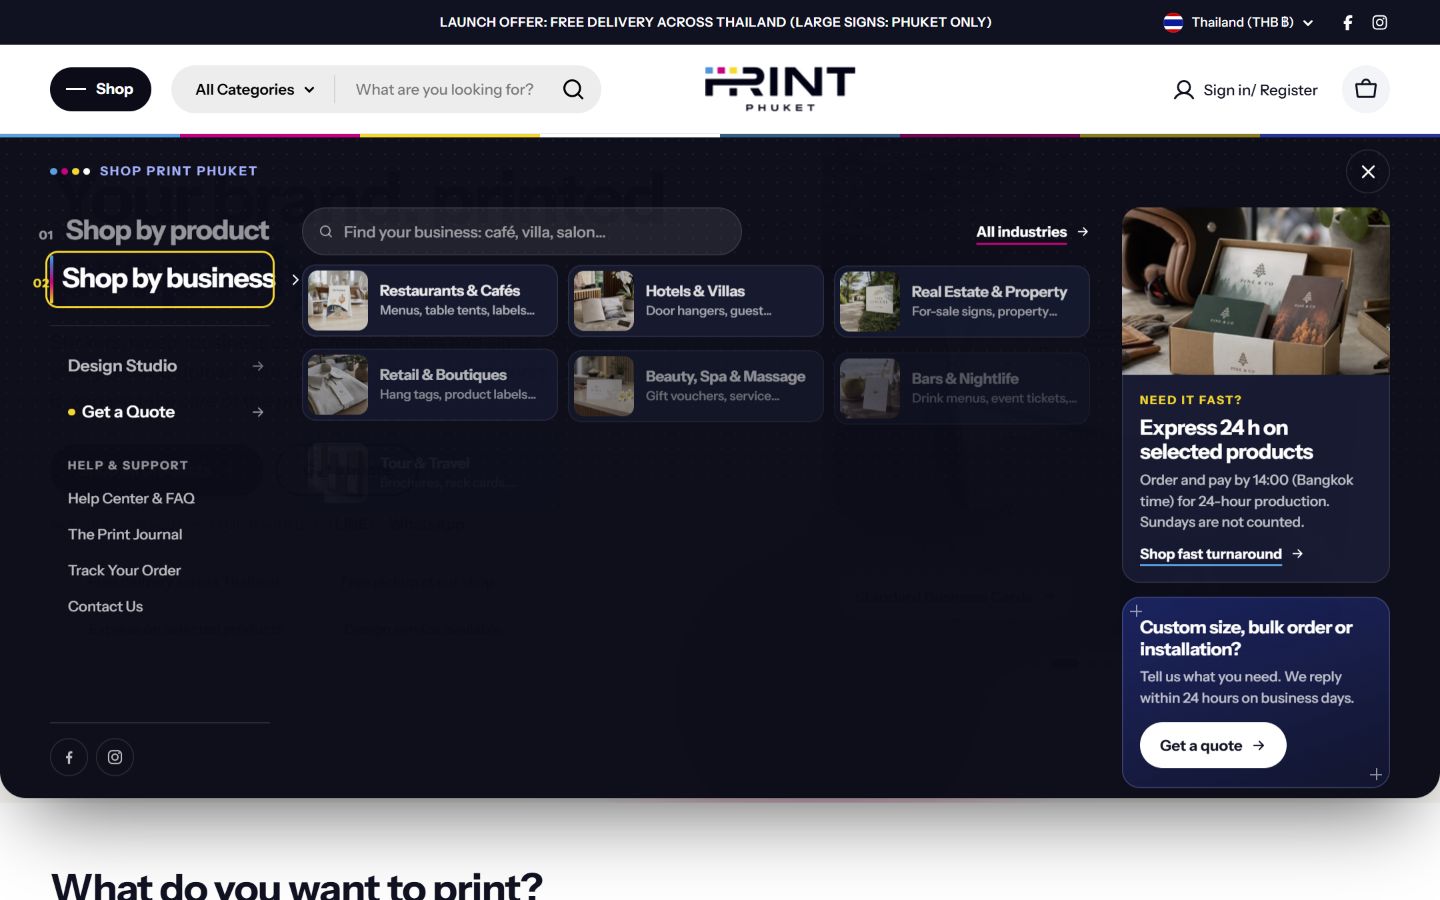 LAUNCH OFFER: FREE DELIVERY ACROSS THAILAND (LARGE SIGNS: PHUKET ONLY)
Thailand (THB ฿)
Shop
All Categories
What are you looking for?
PRINT
PHUKET
Sign in/ Register
SHOP PRINT PHUKET
Your brand, printed
01 Shop by product
02 Shop by business
Design Studio
Get a Quote
HELP & SUPPORT
Help Center & FAQ
The Print Journal
Track Your Order
Contact Us
Find your business: café, villa, salon...
All industries
Restaurants & Cafés
Menus, table tents, labels...
Hotels & Villas
Door hangers, guest...
Real Estate & Property
For-sale signs, property...
Retail & Boutiques
Hang tags, product labels...
Beauty, Spa & Massage
Gift vouchers, service...
Bars & Nightlife
Drink menus, event tickets,...
Tour & Travel
Brochures, rack cards,...
WhatsApp
NEED IT FAST?
Express 24 h on
selected products
Order and pay by 14:00 (Bangkok
time) for 24-hour production.
Sundays are not counted.
Shop fast turnaround
Custom size, bulk order or
installation?
Tell us what you need. We reply
within 24 hours on business days.
Get a quote
What do you want to print?